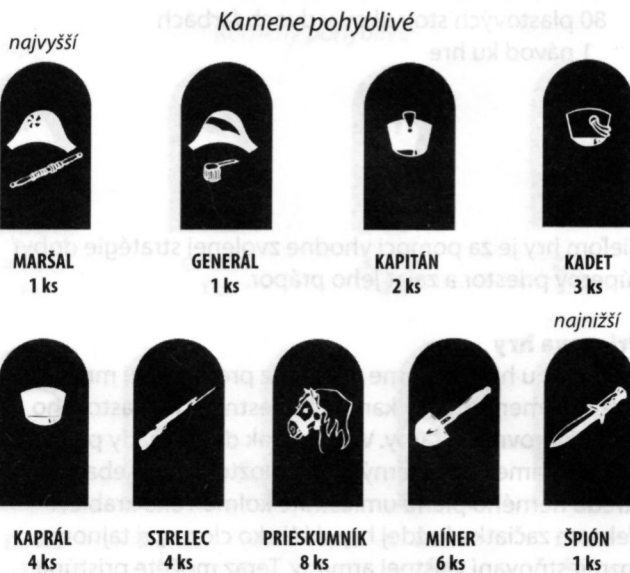 Kamene pohyblivé
najvyšší
MARŠAL
1 ks
GENERÁL
1 ks
KAPITÁN
2 ks
KADET
3 ks
najnižší
KAPRÁL
4 ks
STRELEC
4 ks
PRIESKUMNÍK
8 ks
MINÉR
6 ks
ŠPIÓN
1 ks